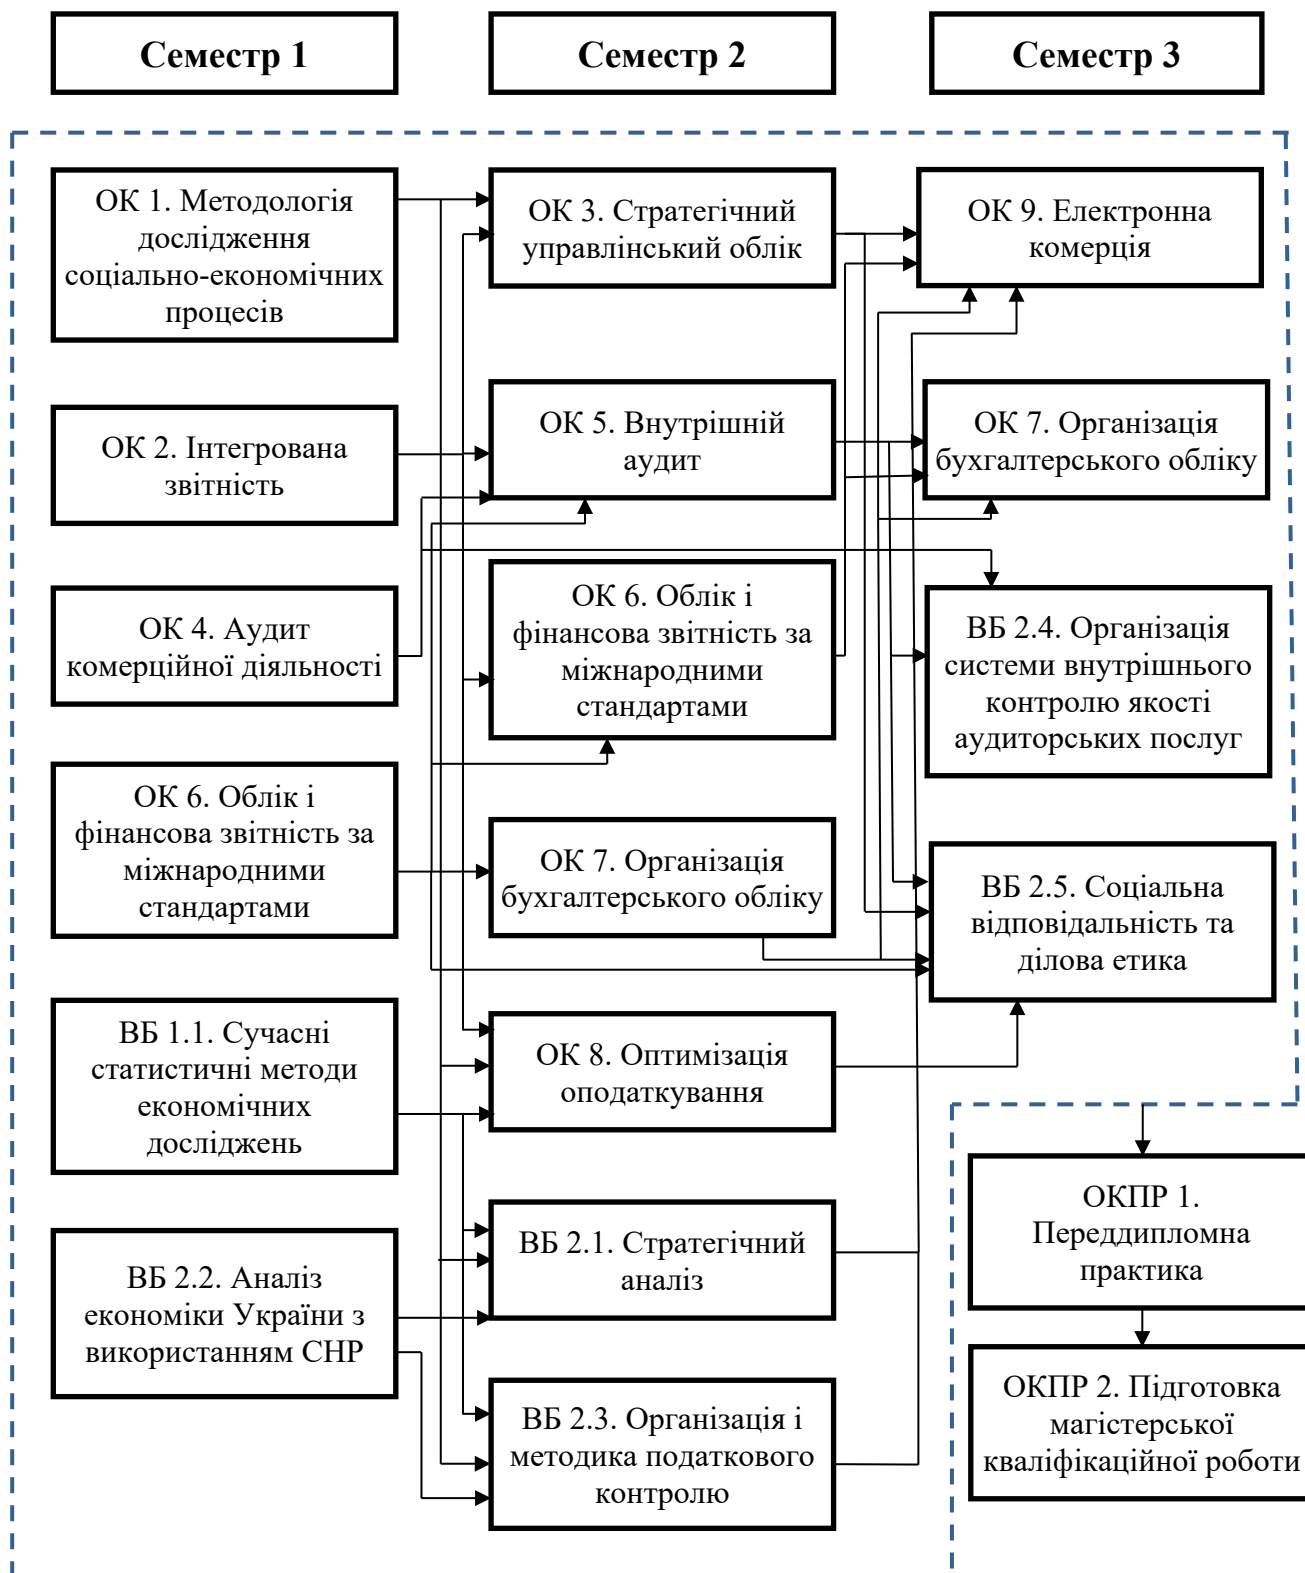 Семестр 1
Семестр 2
Семестр 3
ОК 1. Методологія
дослідження
соціально-економічних
процесів
ОК 2. Інтегрована
звітність
ОК 4. Аудит
комерційної діяльності
ОК 6. Облік і
фінансова звітність за
міжнародними
стандартами
ВБ 1.1. Сучасні
статистичні методи
економічних
досліджень
ВБ 2.2. Аналіз
економіки України з
використанням СНР
ОК 3. Стратегічний
управлінський облік
ОК 5. Внутрішній
аудит
ОК 6. Облік і
фінансова звітність за
міжнародними
стандартами
ОК 7. Організація
бухгалтерського обліку
ОК 8. Оптимізація
оподаткування
ВБ 2.1. Стратегічний
аналіз
ВБ 2.3. Організація і
методика податкового
контролю
ОК 9. Електронна
комерція
ОК 7. Організація
бухгалтерського обліку
ВБ 2.4. Організація
системи внутрішнього
контролю якості
аудиторських послуг
ВБ 2.5. Соціальна
відповідальність та
ділова етика
ОКПР 1.
Переддипломна
практика
ОКПР 2. Підготовка
магістерської
кваліфікаційної роботи